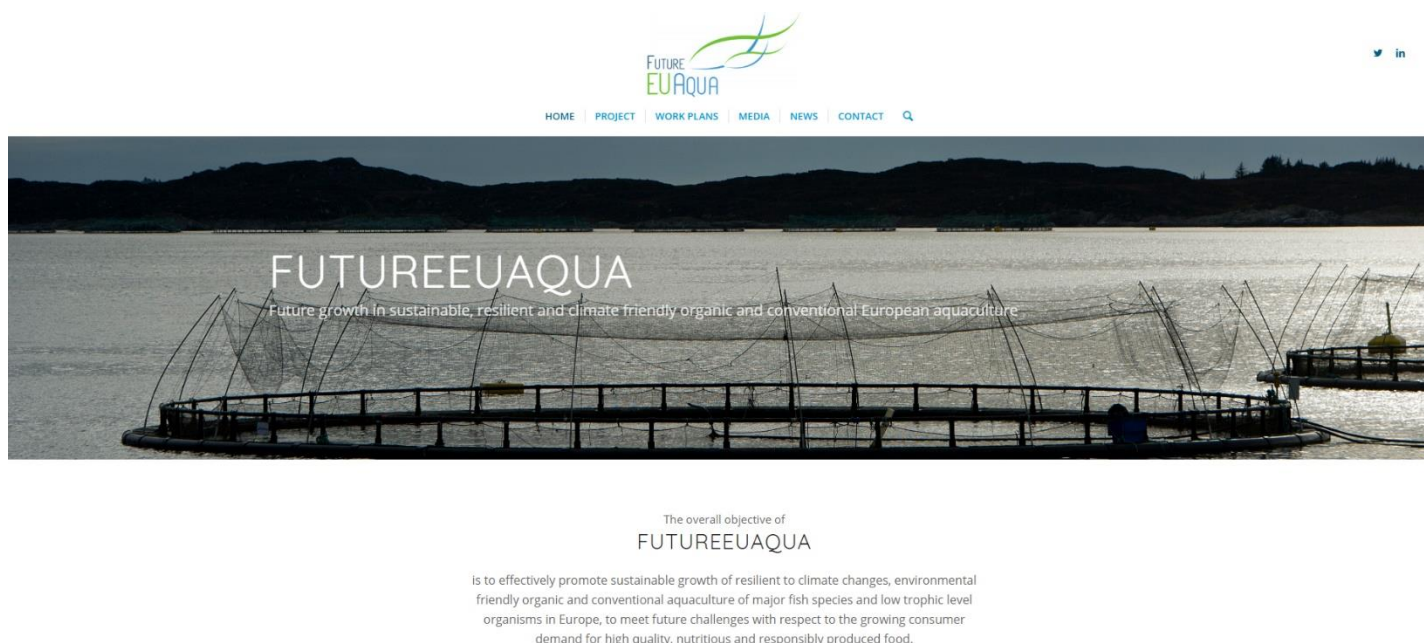 FUTURE
EUAQUA
HOME PROJECT WORK PLANS MEDIA NEWS CONTACT
FUTUREEUAQUA
Future growth in sustainable, resilient and climate friendly organic and conventional European aquaculture
The overall objective of
FUTUREEUAQUA
is to effectively promote sustainable growth of resilient to climate changes, environmental
friendly organic and conventional aquaculture of major fish species and low trophic level
organisms in Europe, to meet future challenges with respect to the growing consumer
demand for high quality, nutritious and responsibly produced food.